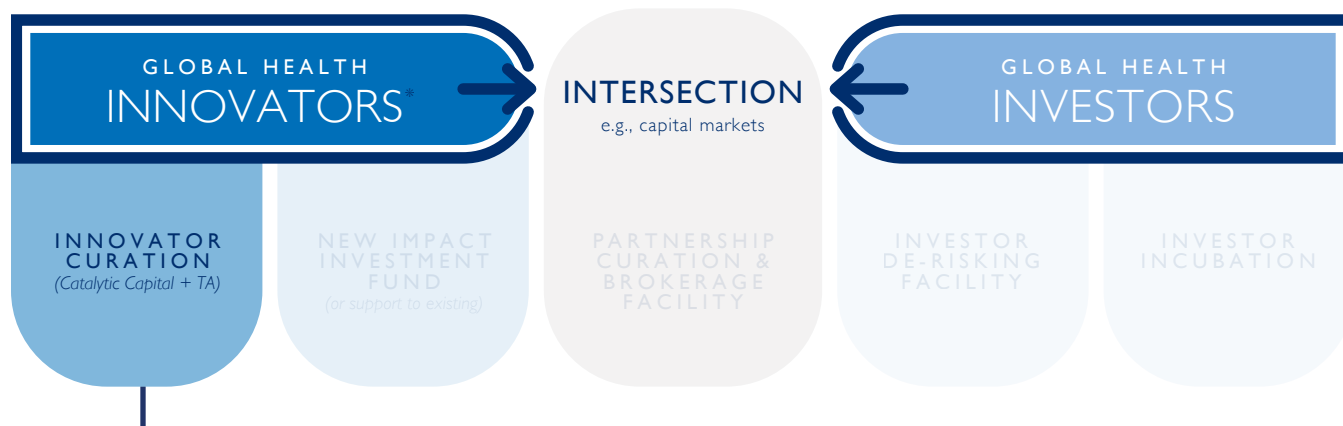 GLOBAL HEALTH
INNOVATORS*
INTERSECTION
e.g., capital markets
GLOBAL HEALTH
INVESTORS
INNOVATOR
CURATION
(Catalytic Capital + TA)
NEW IMPACT
INVESTMENT
FUND
(or support to existing)
PARTNERSHIP
CURATION &
BROKERAGE
FACILITY
INVESTOR
DE-RISKING
FACILITY
INVESTOR
INCUBATION